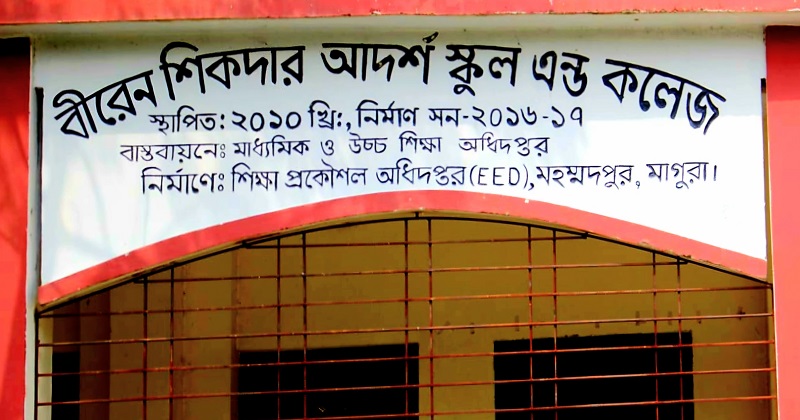 বীরেন শিকদার আদর্শ স্কুল এন্ড কলেজ
স্থাপিত: ২০১০ খ্রি:, নির্মাণ সন-২০১৬-১৭
বাস্তবায়নেঃ মাধ্যমিক ও উচ্চ শিক্ষা অধিদপ্তর
নির্মাণেঃ শিক্ষা প্রকৌশল অধিদপ্তর (EED), মহম্মদপুর, মাগুরা।